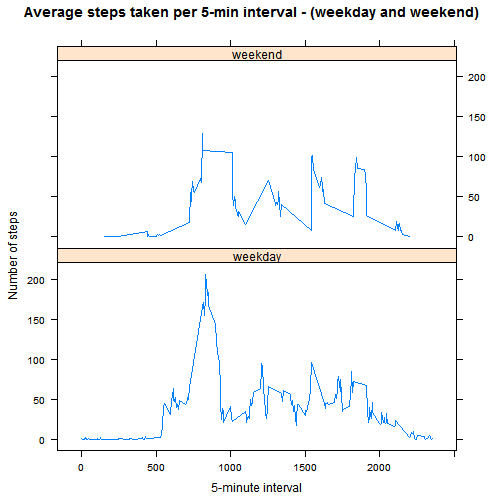 Average steps taken per 5-min interval - (weekday and weekend)
weekend
200
150
100
50
0
weekday
200
150
100
50
0
0 500 1000 1500 2000
Number of steps
5-minute interval